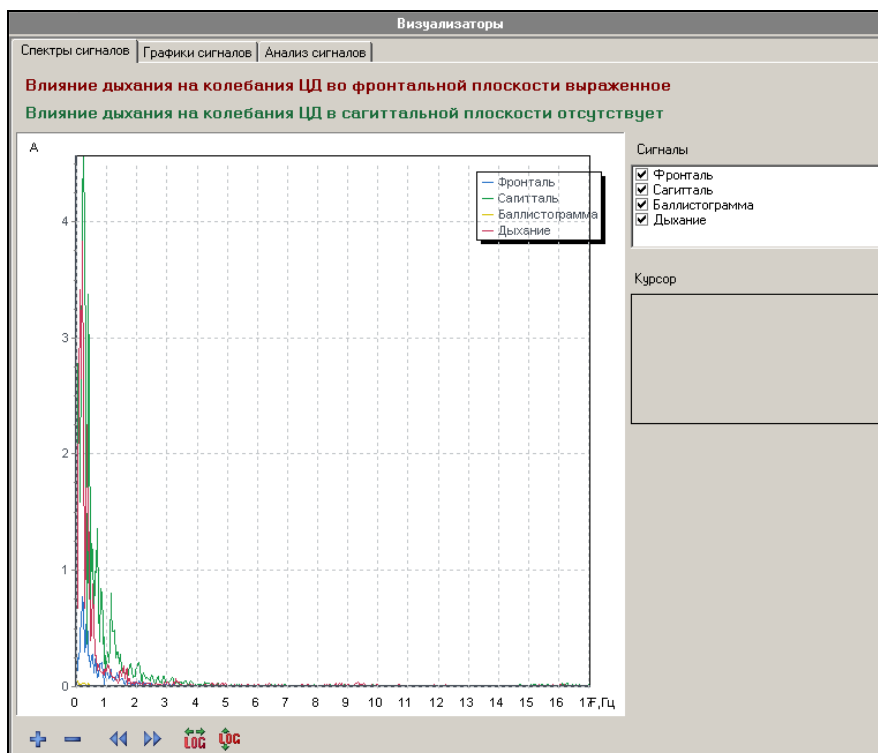 Визуализаторы
Спектры сигналов Графики сигналов Анализ сигналов
Влияние дыхания на колебания ЦД во фронтальной плоскости выраженное
Влияние дыхания на колебания ЦД в сагиттальной плоскости отсутствует
A
Фронталь
Сагитталь
Баллистограмма
Дыхание
4
3
2
1
0
0 1 2 3 4 5 6 7 8 9 10 11 12 13 14 15 16 17 F,Гц
Сигналы
Фронталь
Сагитталь
Баллистограмма
Дыхание
Курсор
LOG LOG